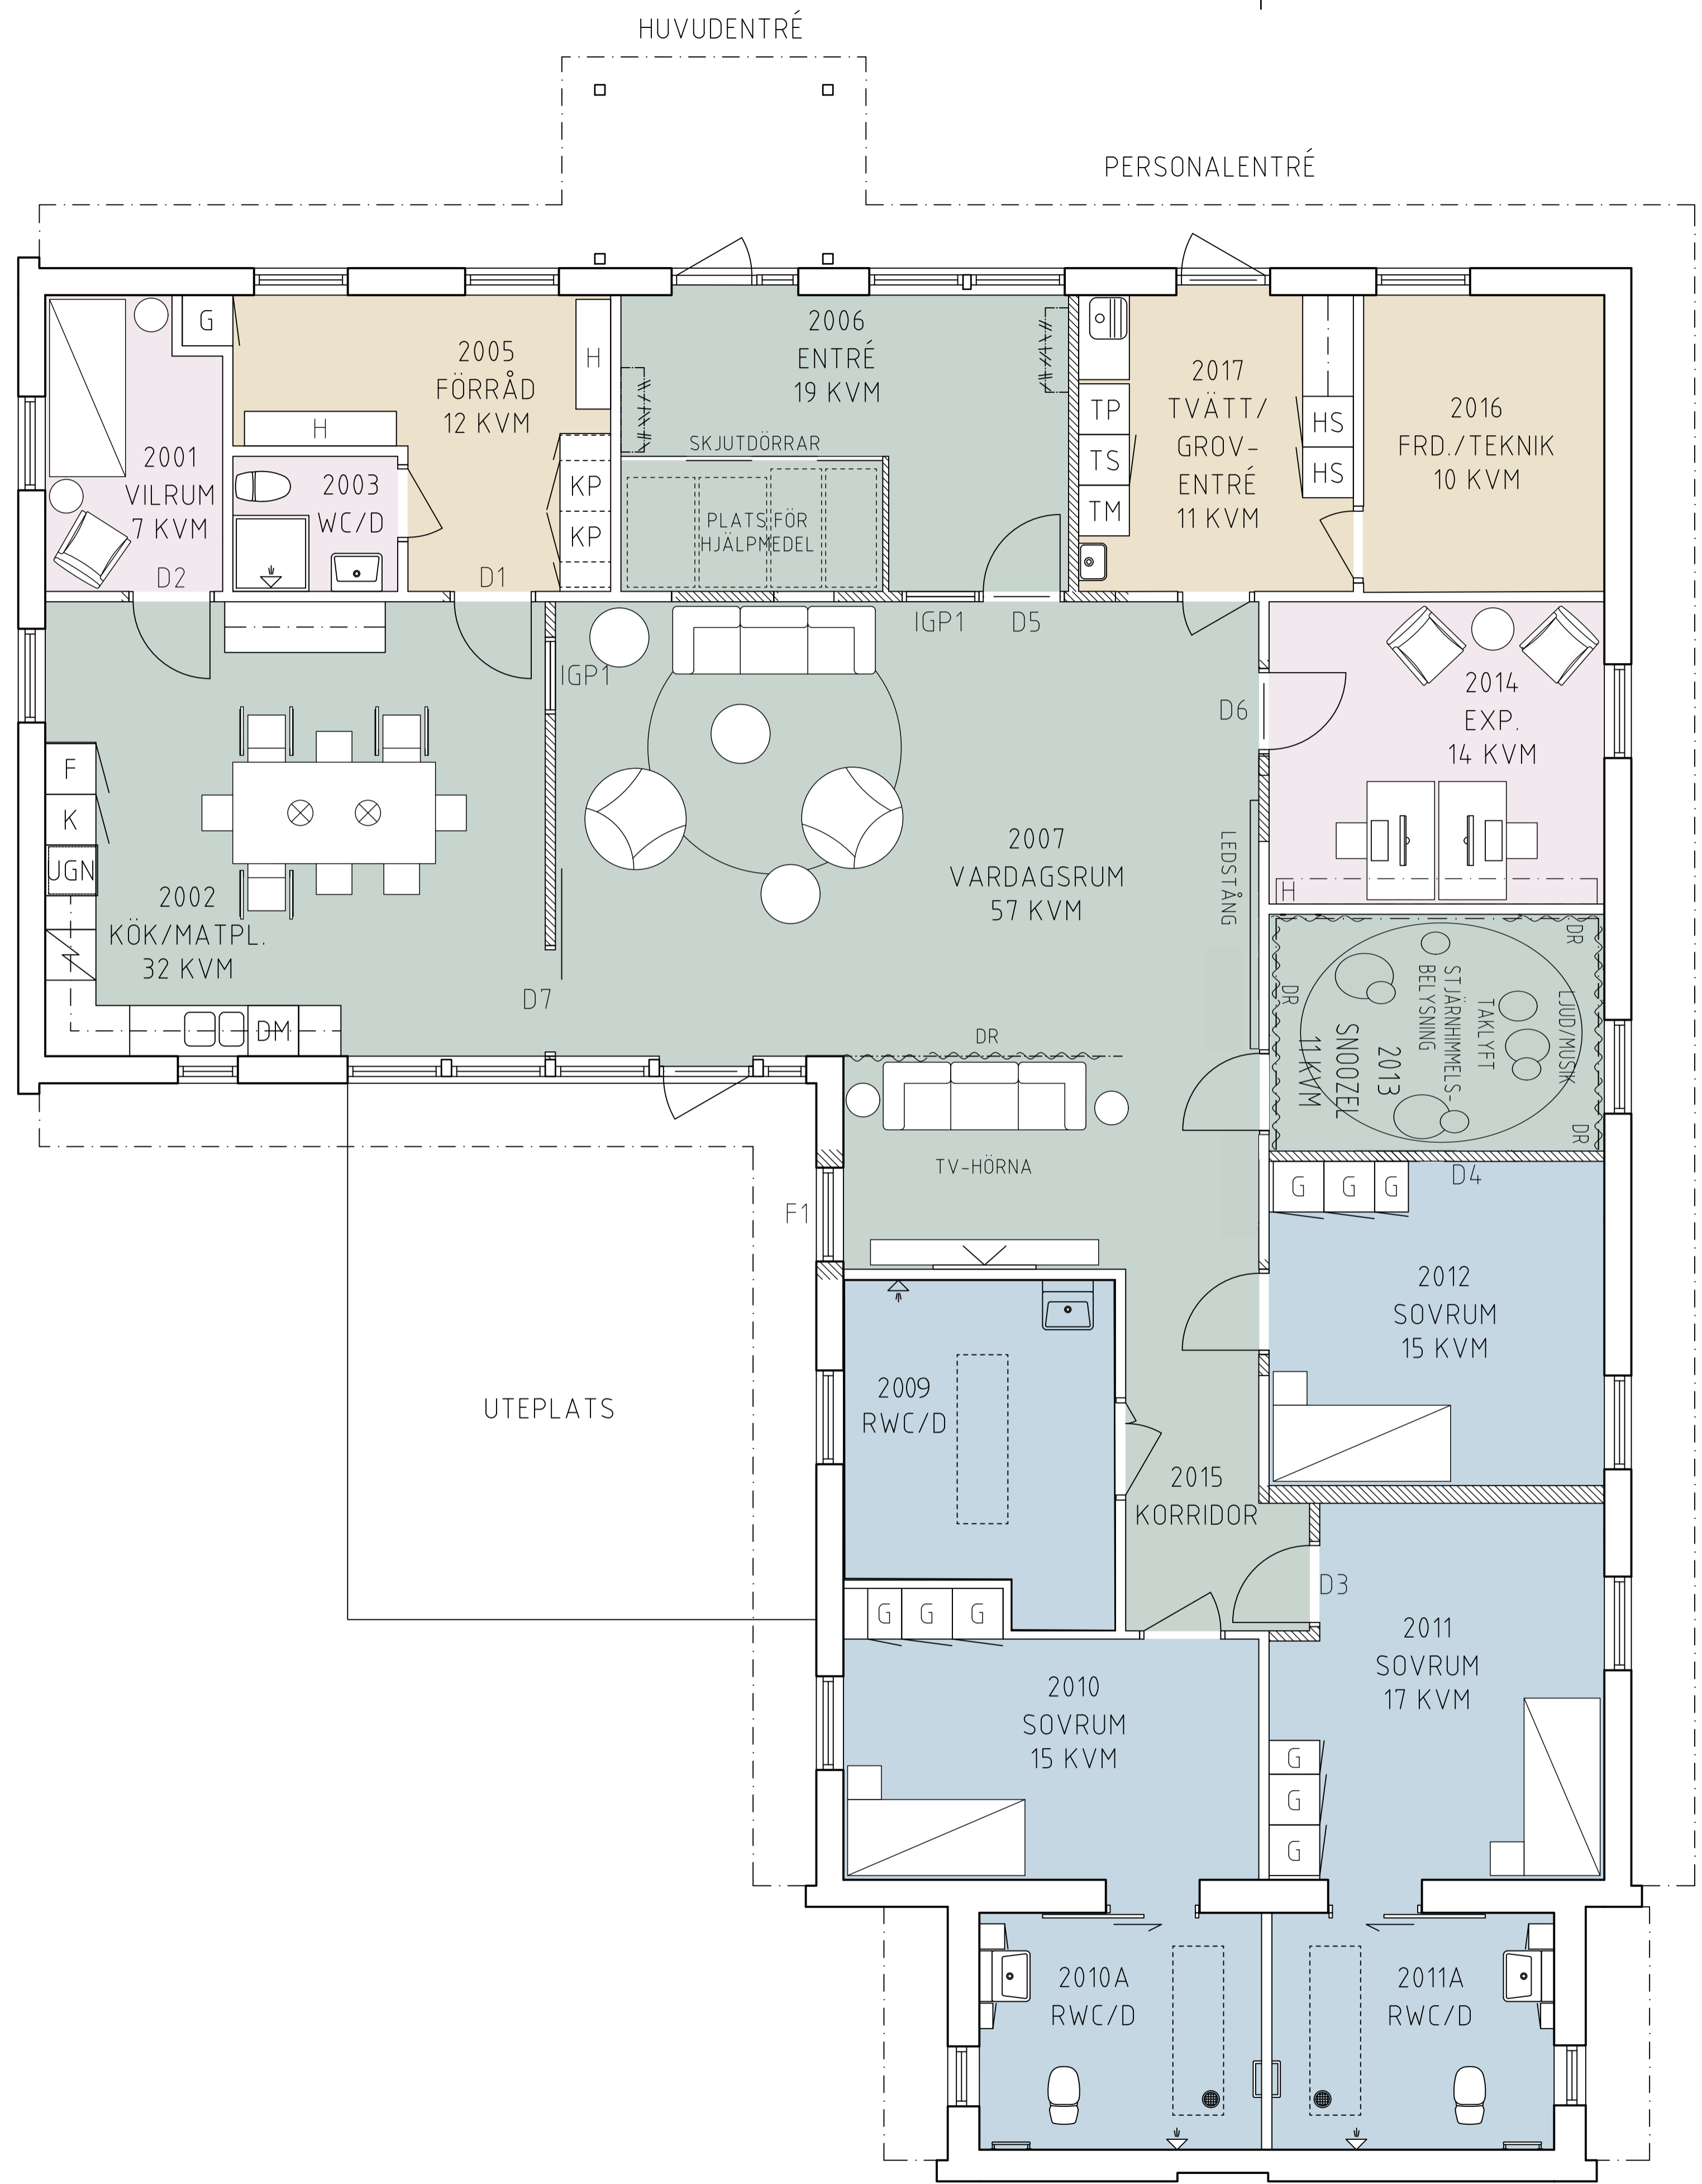 HUVUDENTRÉ
PERSONALENTRÉ
G
2001
VILRUM
7 KVM
D2
2005
FÖRRÅD
12 KVM
H
H
2003
WC/D
KP
KP
D1
2006
ENTRÉ
19 KVM
SKJUTDÖRRAR
PLATS FÖR
HJÄLPMEDEL
IGP1
D5
2017
TVÄTT/
GROV-
ENTRÉ
11 KVM
TP
TS
TM
HS
HS
2016
FRD./TEKNIK
10 KVM
F
K
UGN
2002
KÖK/MATPL.
32 KVM
DM
IGP1
D7
2007
VARDAGSRUM
57 KVM
D6
LEDSTÅNG
2014
EXP.
14 KVM
H
DR
DR
DR
LJUD/MUSIK
TAKLYFT
STJÄRNHIMMELS-
BELYSNING
2013
SNOOZEL
11 KVM
DR
TV-HÖRNA
F1
D4
G
G
G
2012
SOVRUM
15 KVM
UTEPLATS
2009
RWC/D
2015
KORRIDOR
D3
G
G
G
2010
SOVRUM
15 KVM
2011
SOVRUM
17 KVM
G
G
G
2010A
RWC/D
2011A
RWC/D